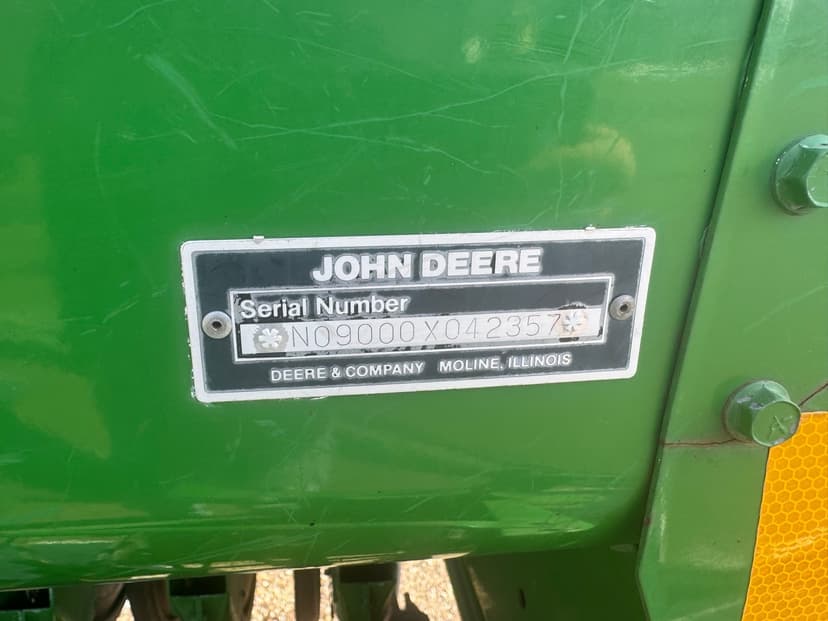 JOHN DEERE
Serial Number
N09000X042357
DEERE & COMPANY MOLINE, ILLINOIS